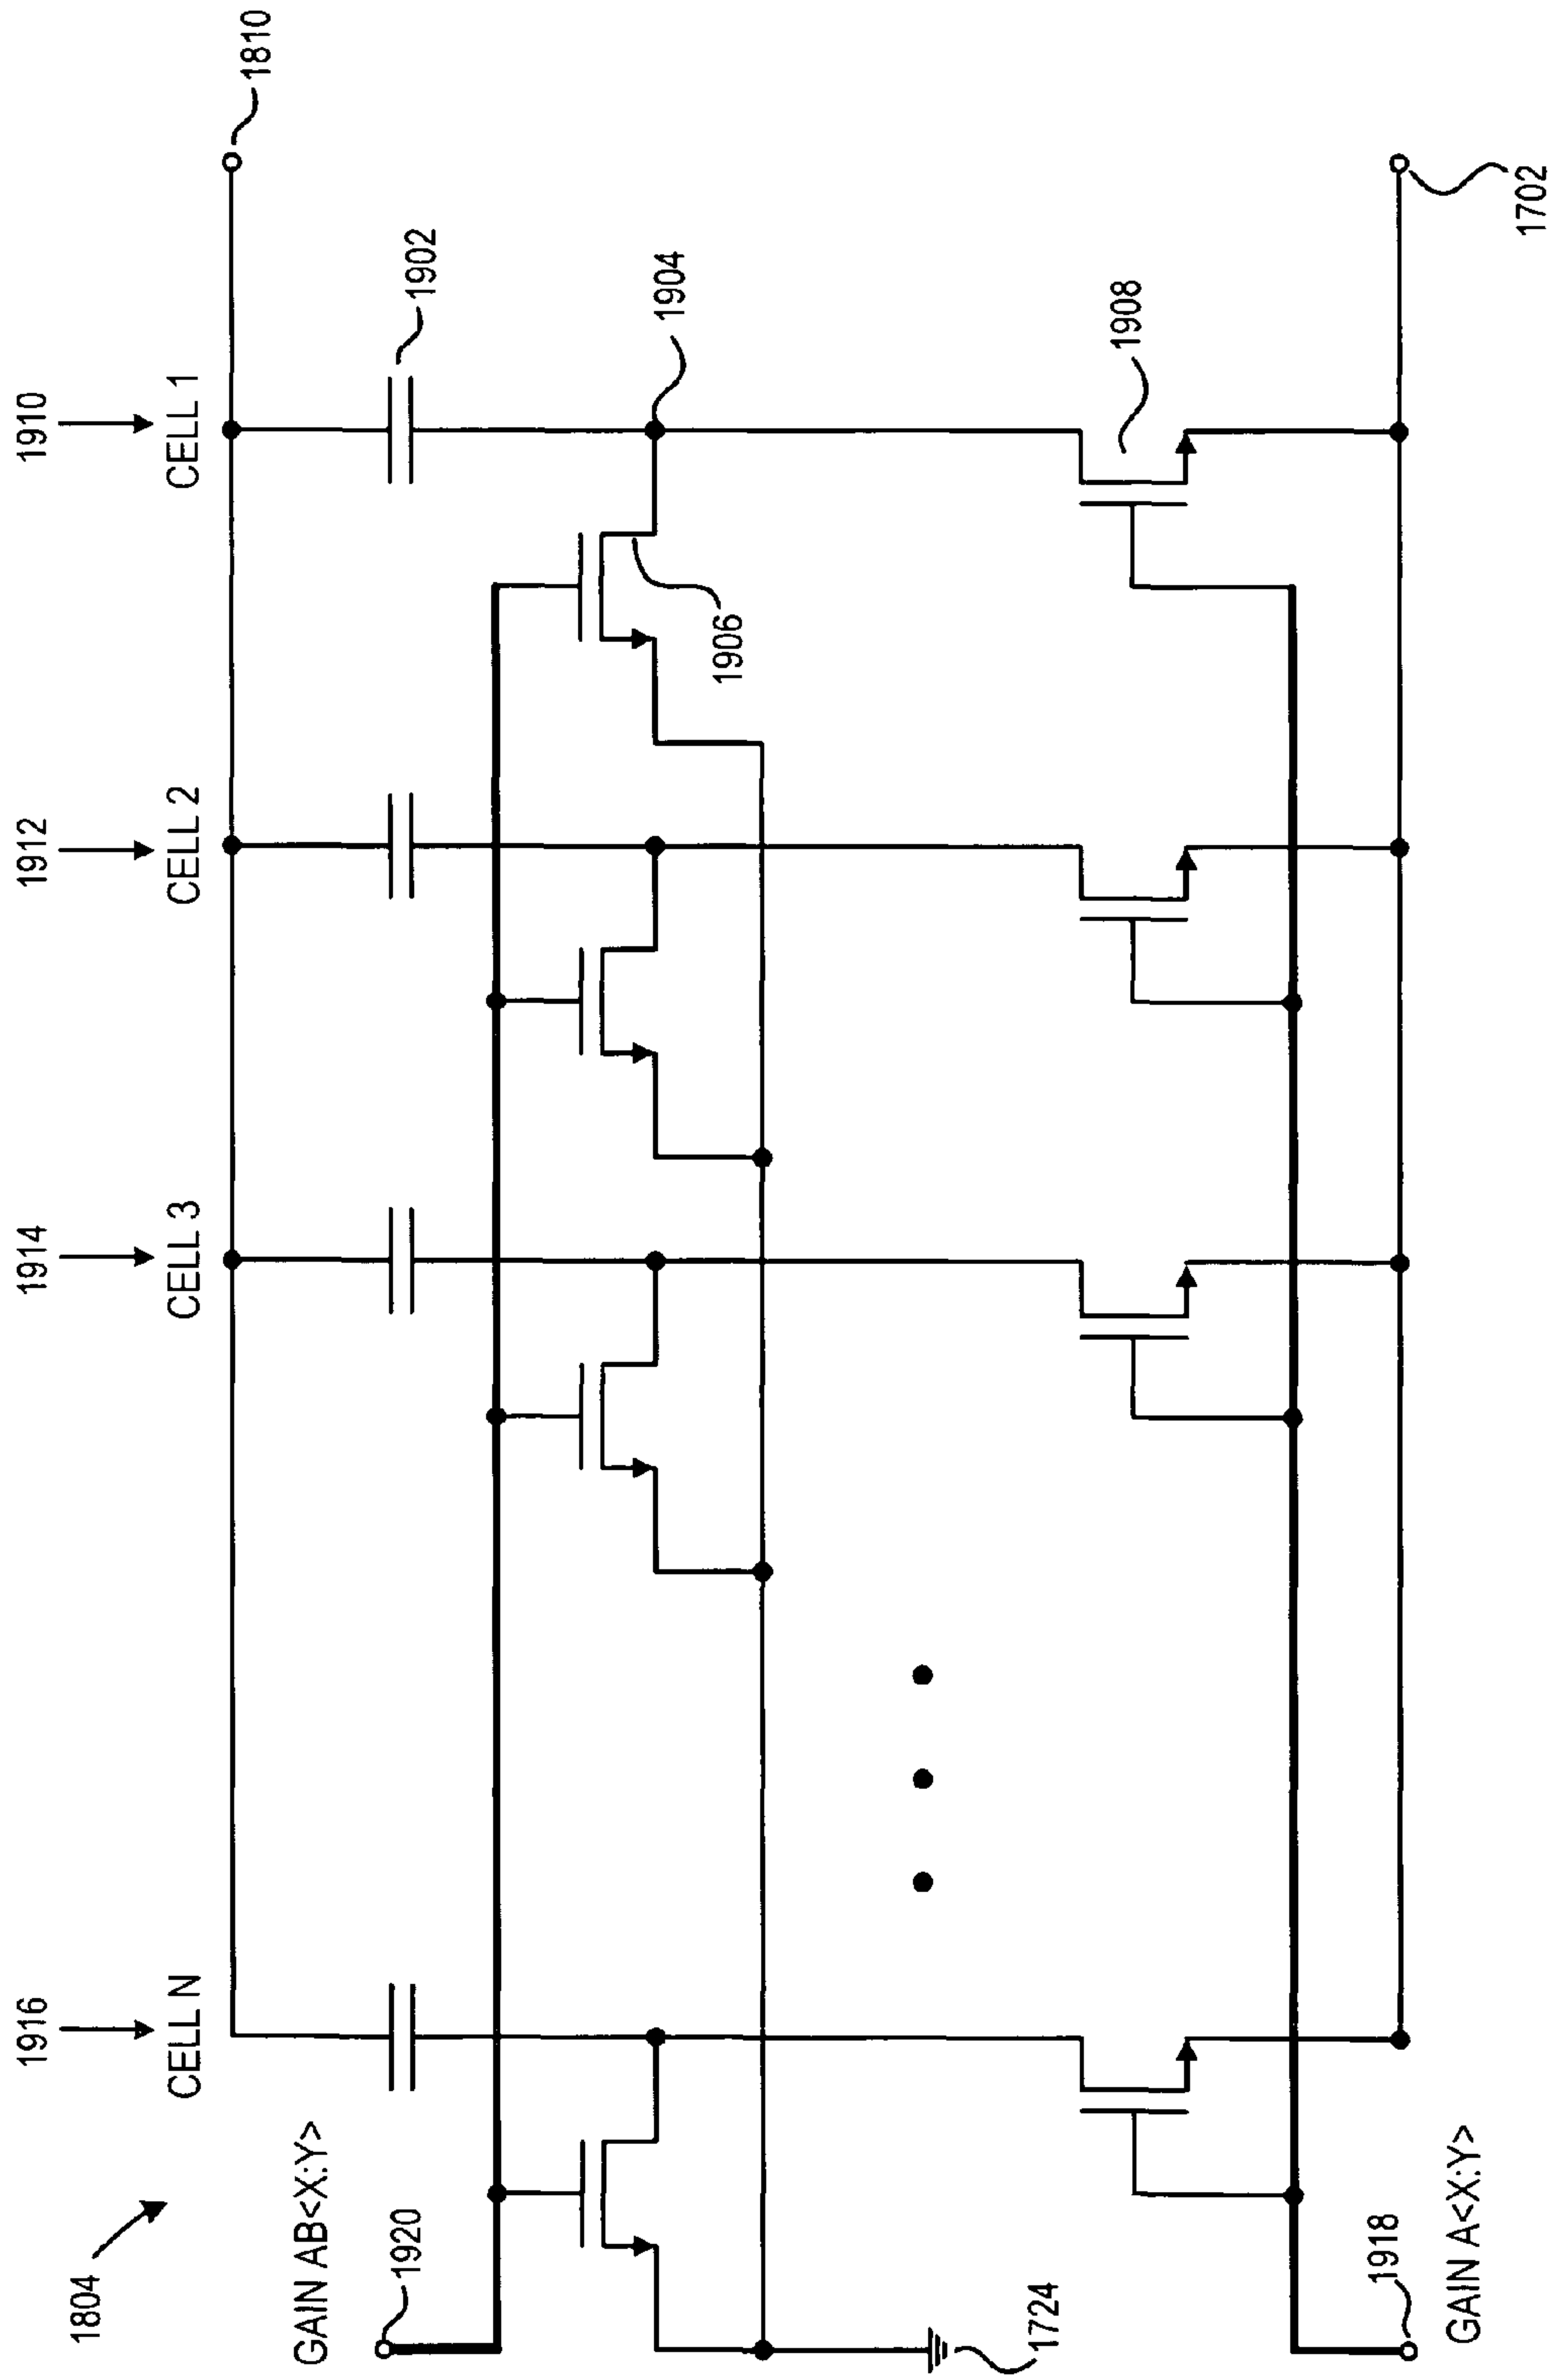 1804
1916
CELL N
1914
CELL 3
1912
CELL 2
1910
CELL 1
1810
GAIN AB<X:Y>
1920
1902
1904
1906
1908
1724
1918
GAIN A<X:Y>
1702